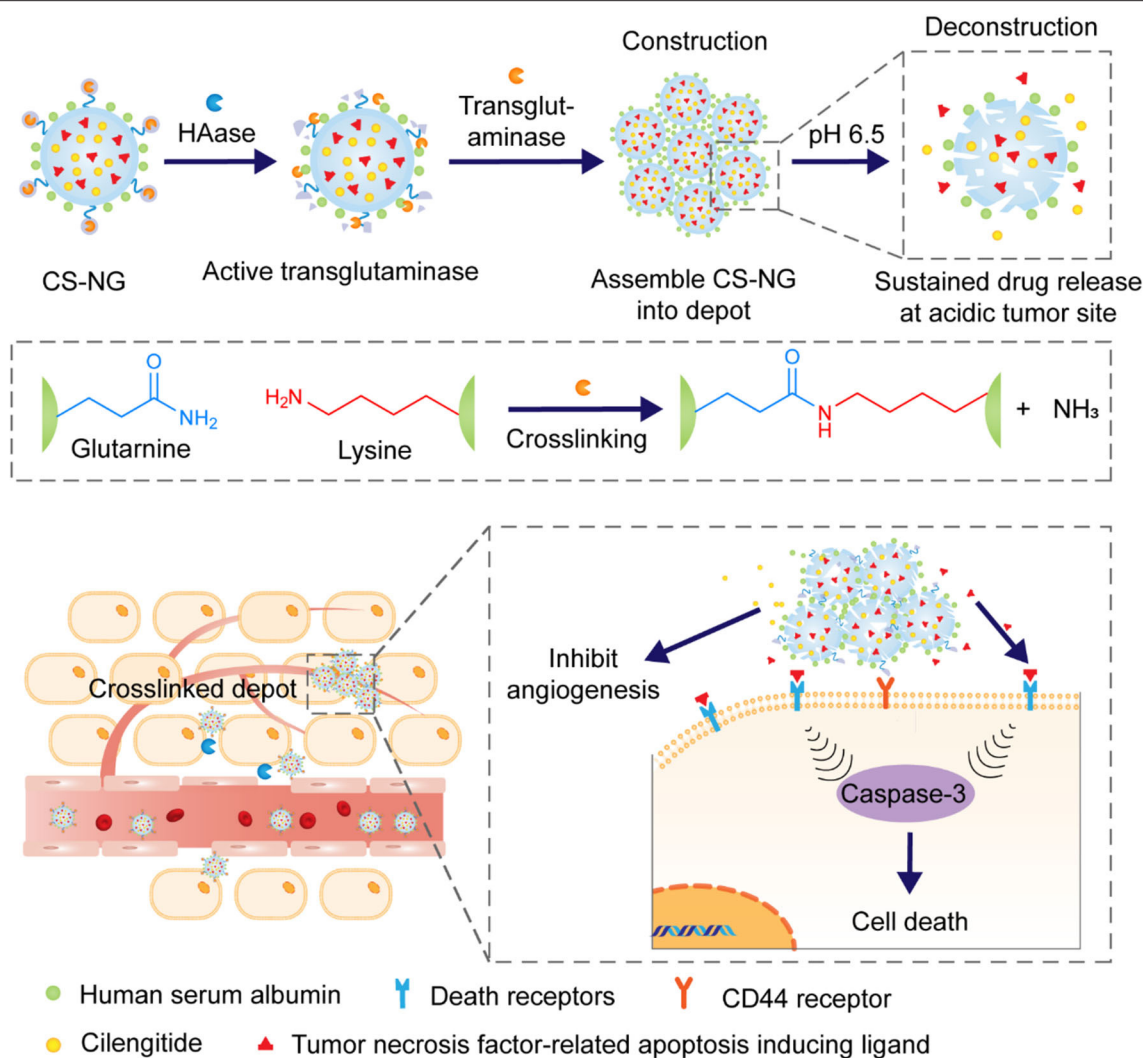 Construction
Deconstruction
HAase
Transglut-
aminase
pH 6.5
CS-NG
Active transglutaminase
Assemble CS-NG
into depot
Sustained drug release
at acidic tumor site
O
NH₂
Glutarnine
H₂N
Lysine
Crosslinking
O
N
H
+ NH₃
Crosslinked depot
Inhibit
angiogenesis
Caspase-3
Cell death
Human serum albumin
Death receptors
CD44 receptor
Cilengitide
Tumor necrosis factor-related apoptosis inducing ligand